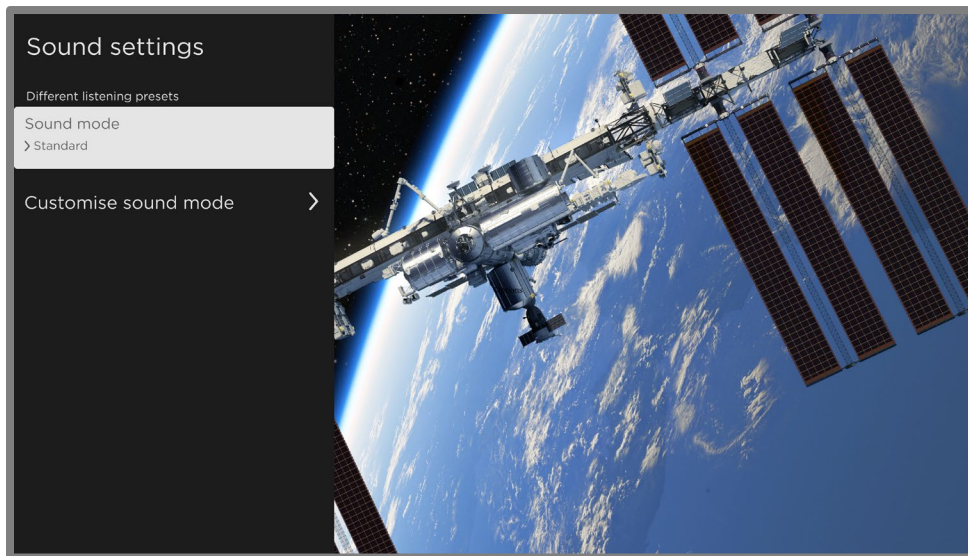 Sound settings
Different listening presets
Sound mode
Standard
Customise sound mode